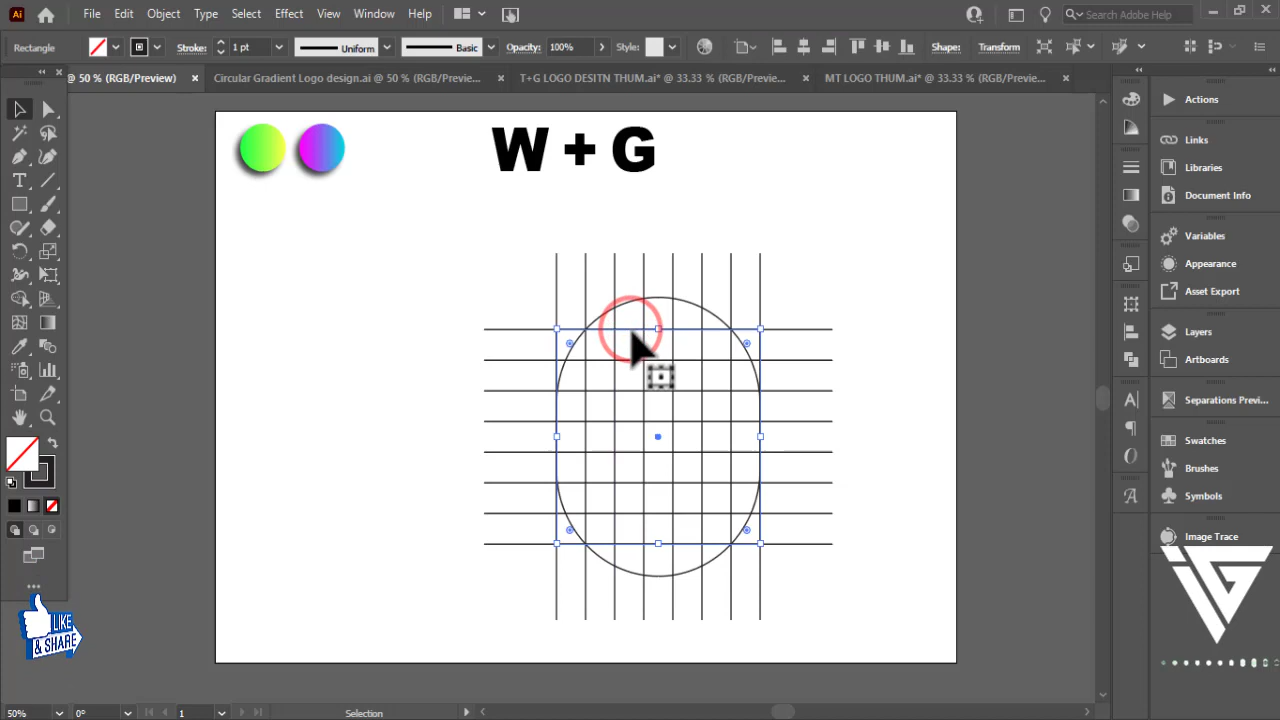 Ai File Edit Object Type Select Effect View Window Help Search Adobe Help
Rectangle Stroke: 1 pt Uniform Basic Opacity: 100% Style: Shape: Transform
@ 50 % (RGB/Preview) Circular Gradient Logo design.ai @ 50 % (RGB/Previe... T+G LOGO DESITN THUM.ai* @ 33.33 % (RGB/Previe... MT LOGO THUM.ai* @ 33.33 % (RGB/Previe...
W + G
Actions
Links
Libraries
Document Info
Variables
Appearance
Asset Export
Layers
Artboards
Separations Previ...
Swatches
Brushes
Symbols
Image Trace
iG
LIKE
& SHARE
50% 0° 1 Selection